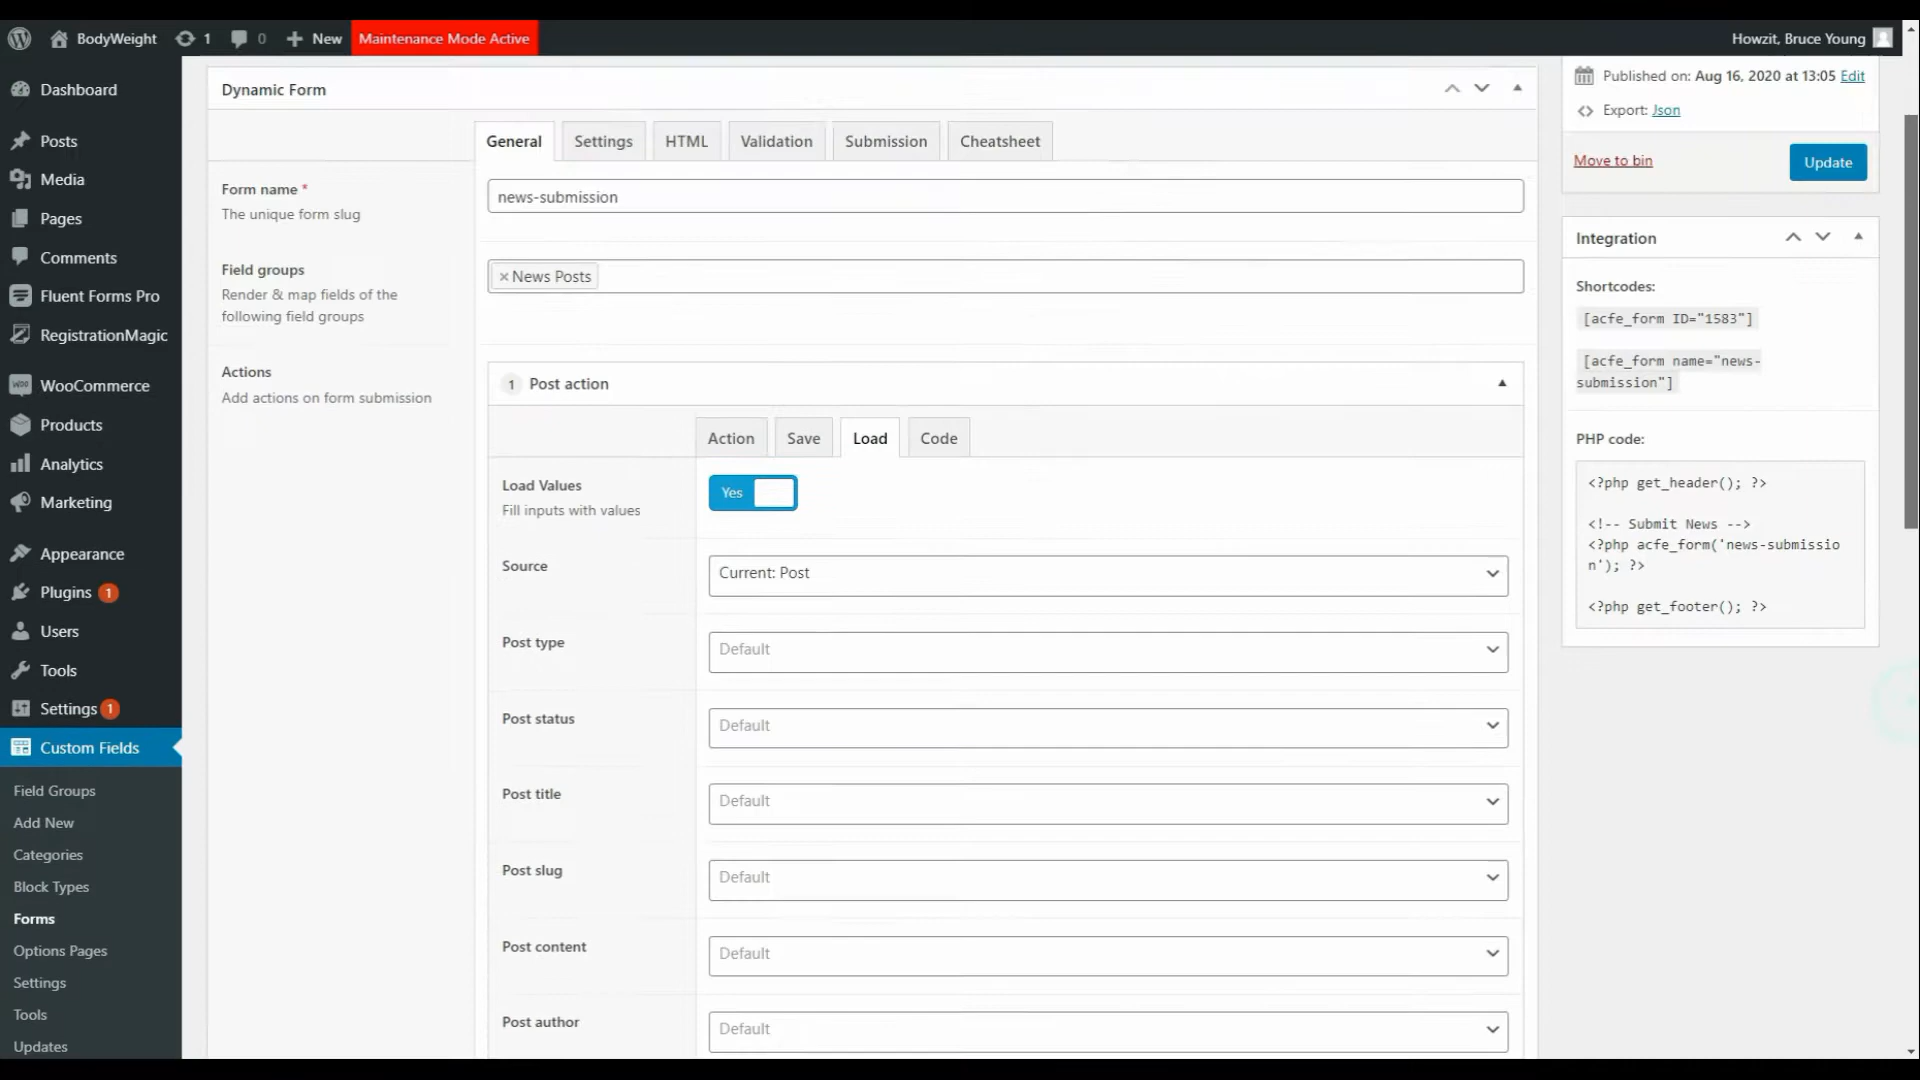 BodyWeight
1
0
New
Maintenance Mode Active
Howzit, Bruce Young
Dashboard
Posts
Media
Pages
Comments
Fluent Forms Pro
RegistrationMagic
WooCommerce
Products
Analytics
Marketing
Appearance
Plugins 1
Users
Tools
Settings 1
Custom Fields
Field Groups
Add New
Categories
Block Types
Forms
Options Pages
Settings
Tools
Updates
Dynamic Form
General
Settings
HTML
Validation
Submission
Cheatsheet
Form name *
The unique form slug
news-submission
Field groups
Render & map fields of the
following field groups
×News Posts
Actions
Add actions on form submission
1 Post action
Action
Save
Load
Code
Load Values
Fill inputs with values
Yes
Source
Current: Post
Post type
Default
Post status
Default
Post title
Default
Post slug
Default
Post content
Default
Post author
Default
Published on: Aug 16, 2020 at 13:05 Edit
Export: Json
Move to bin
Update
Integration
Shortcodes:
[acfe_form ID="1583"]
[acfe_form name="news-
submission"]
PHP code:
<?php get_header(); ?>
<!-- Submit News -->
<?php acfe_form('news-submissio
n'); ?>
<?php get_footer(); ?>